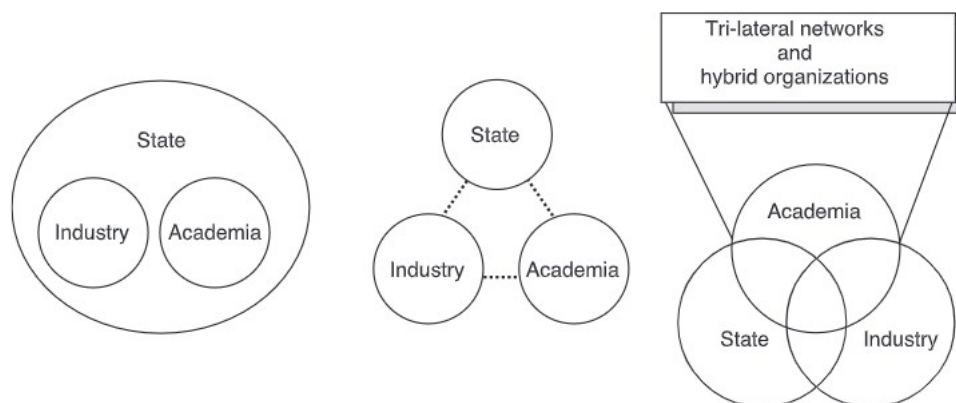 State
Industry
Academia
State
Industry
Academia
Tri-lateral networks
and
hybrid organizations
Academia
State
Industry